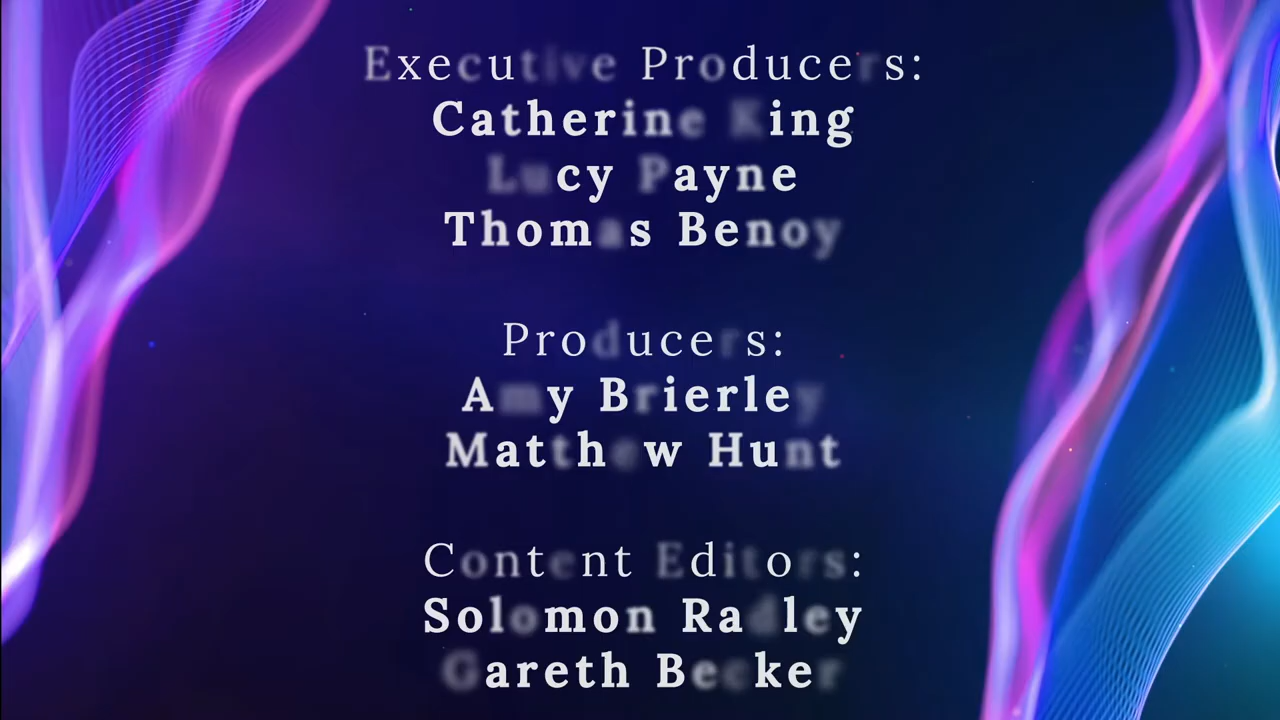 Executive Producers:
Catherine King
Lucy Payne
Thomas Benoy
Producers:
Amy Brierley
Matthew Hunt
Content Editors:
Solomon Radley
Gareth Becker